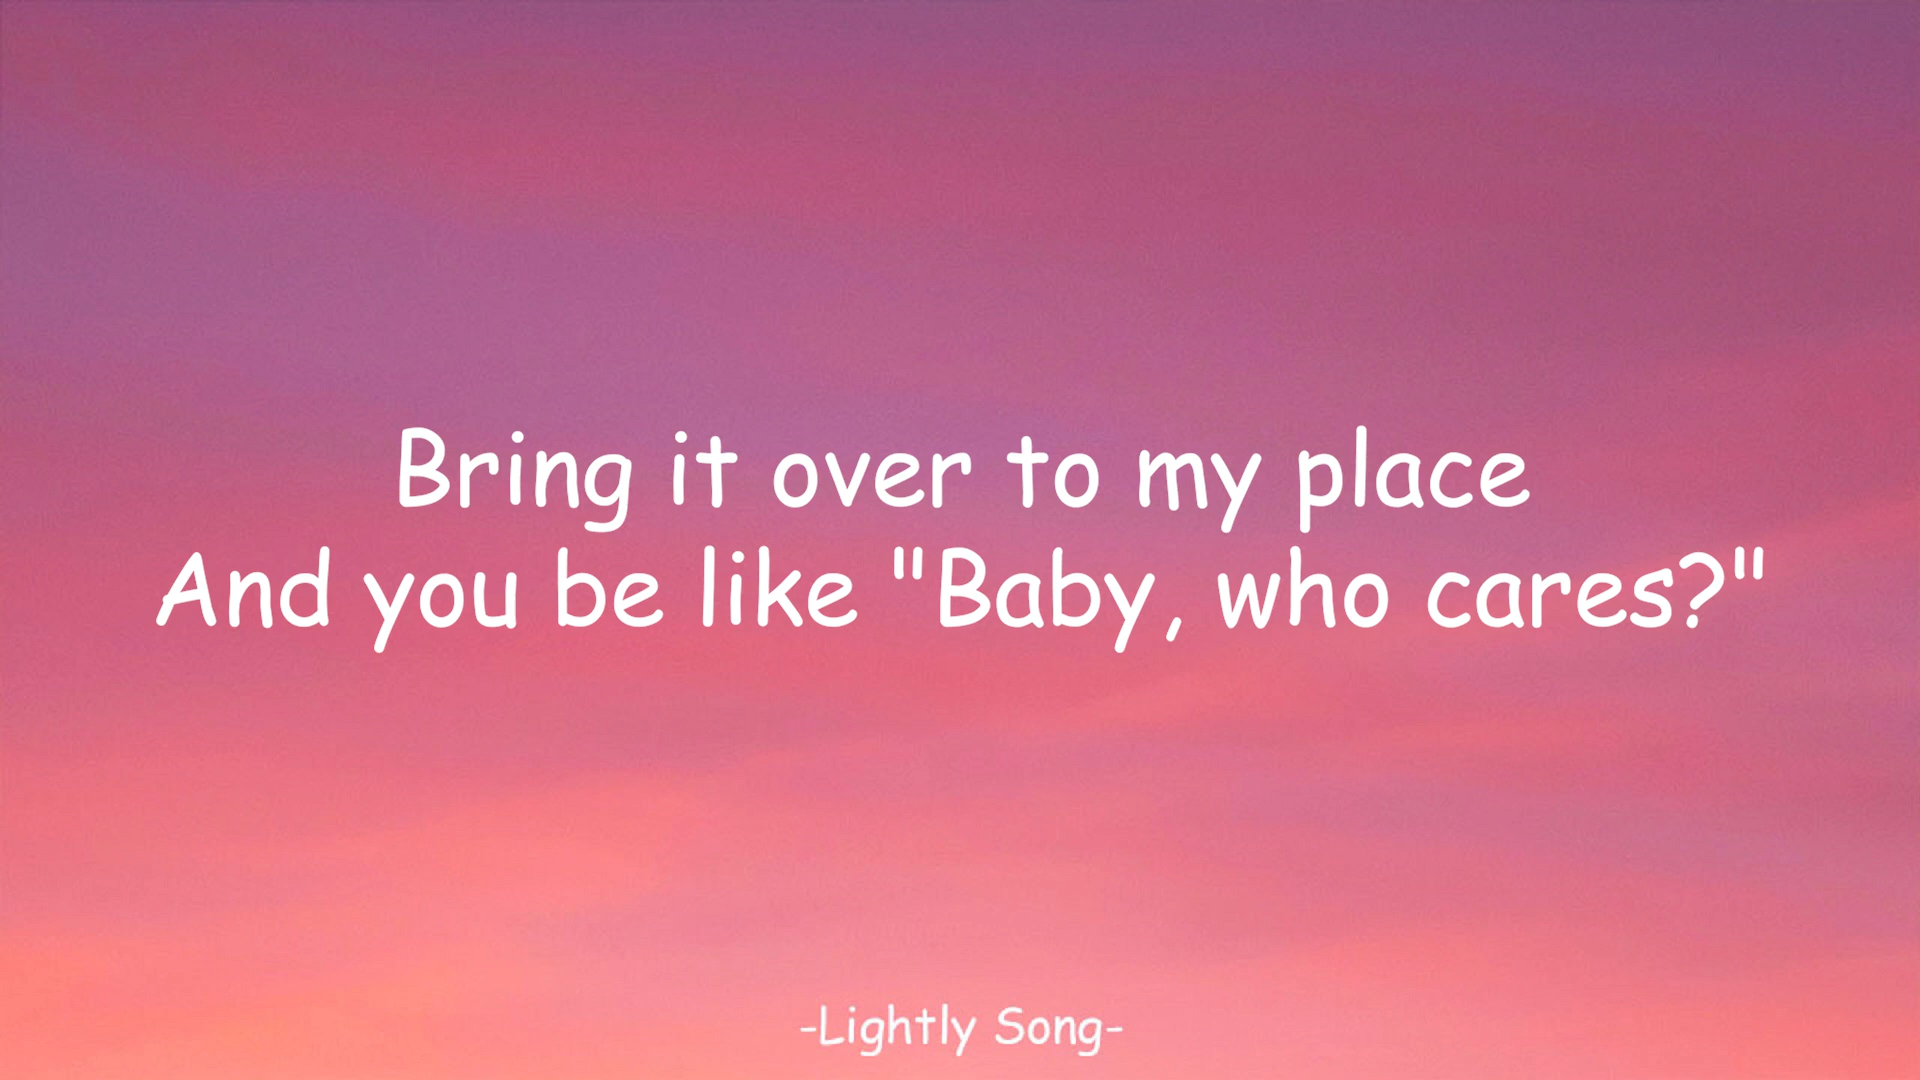 Bring it over to my place
And you be like "Baby, who cares?"
-Lightly Song-